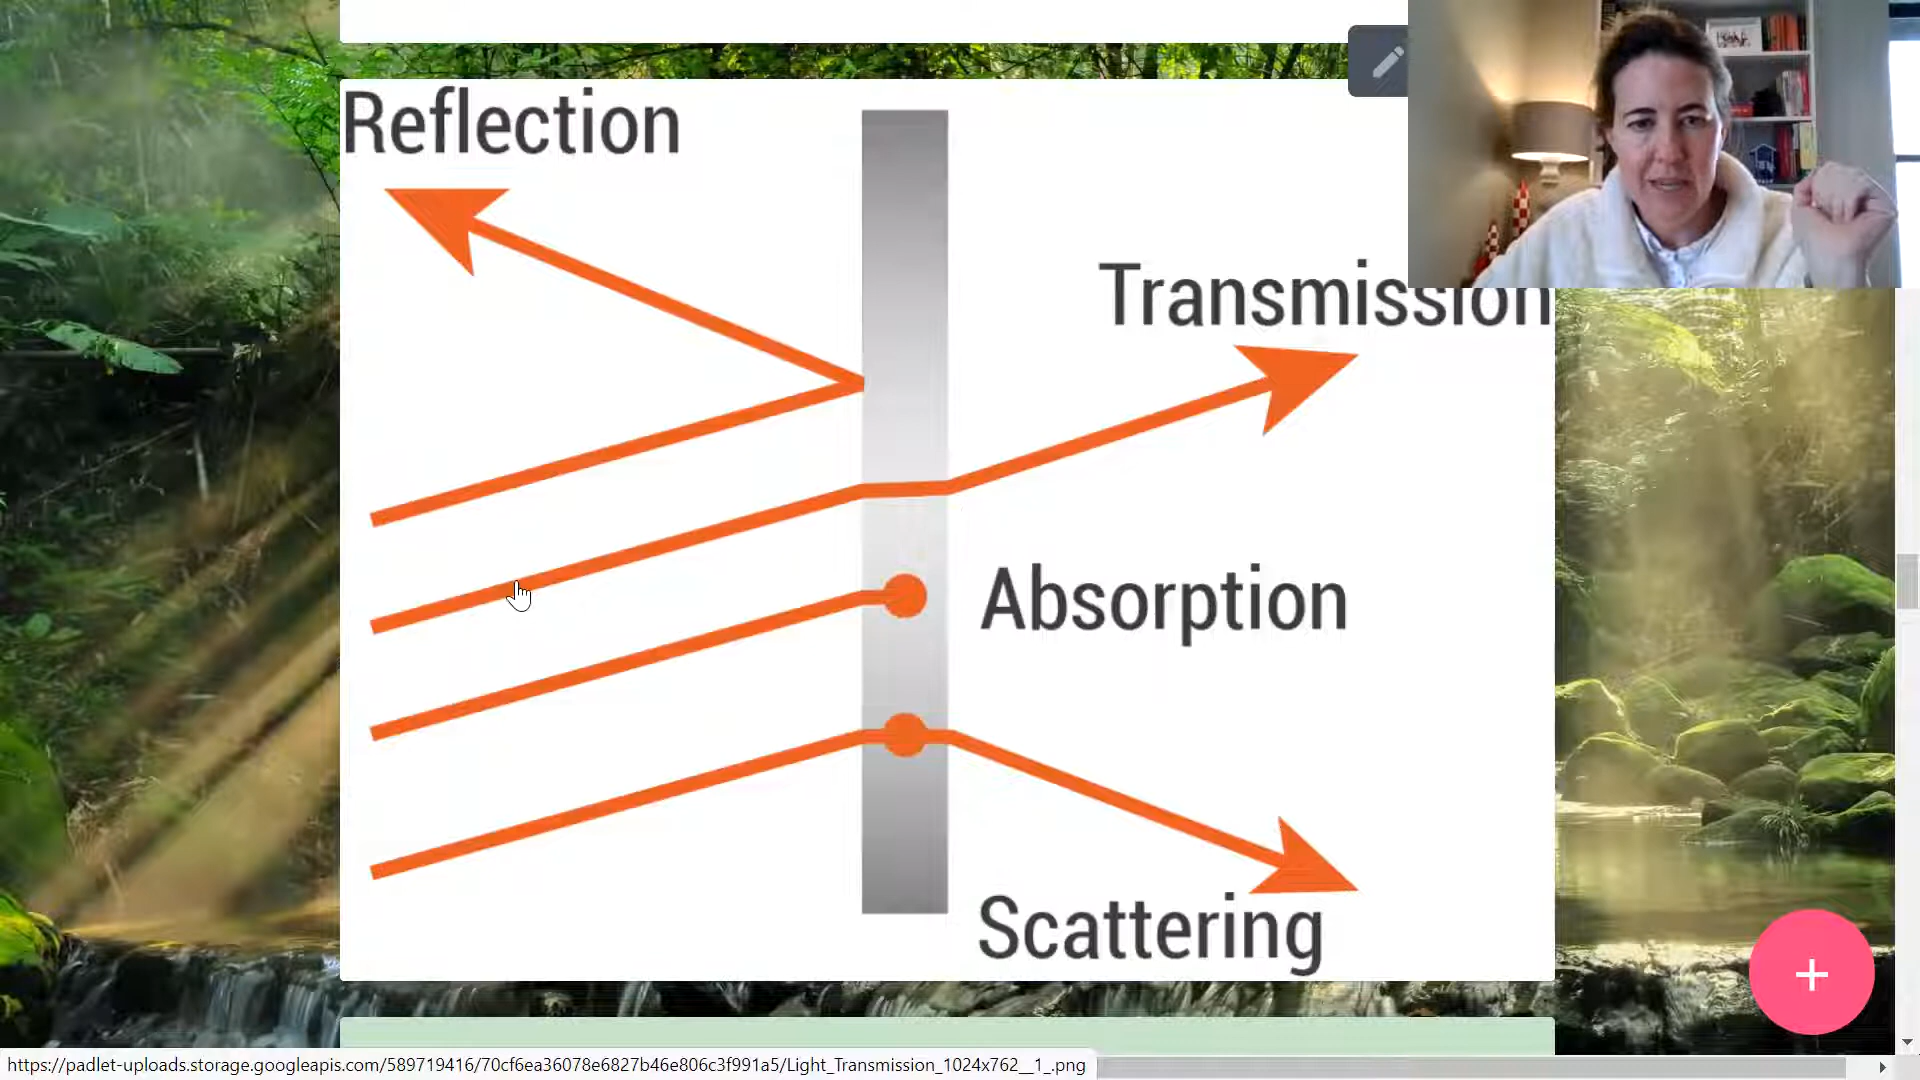 Reflection
Transmission
Absorption
Scattering
https://padlet-uploads.storage.googleapis.com/589719416/70cf6ea36078e6827b46e806c3f991a5/Light_Transmission_1024x762__1_.png